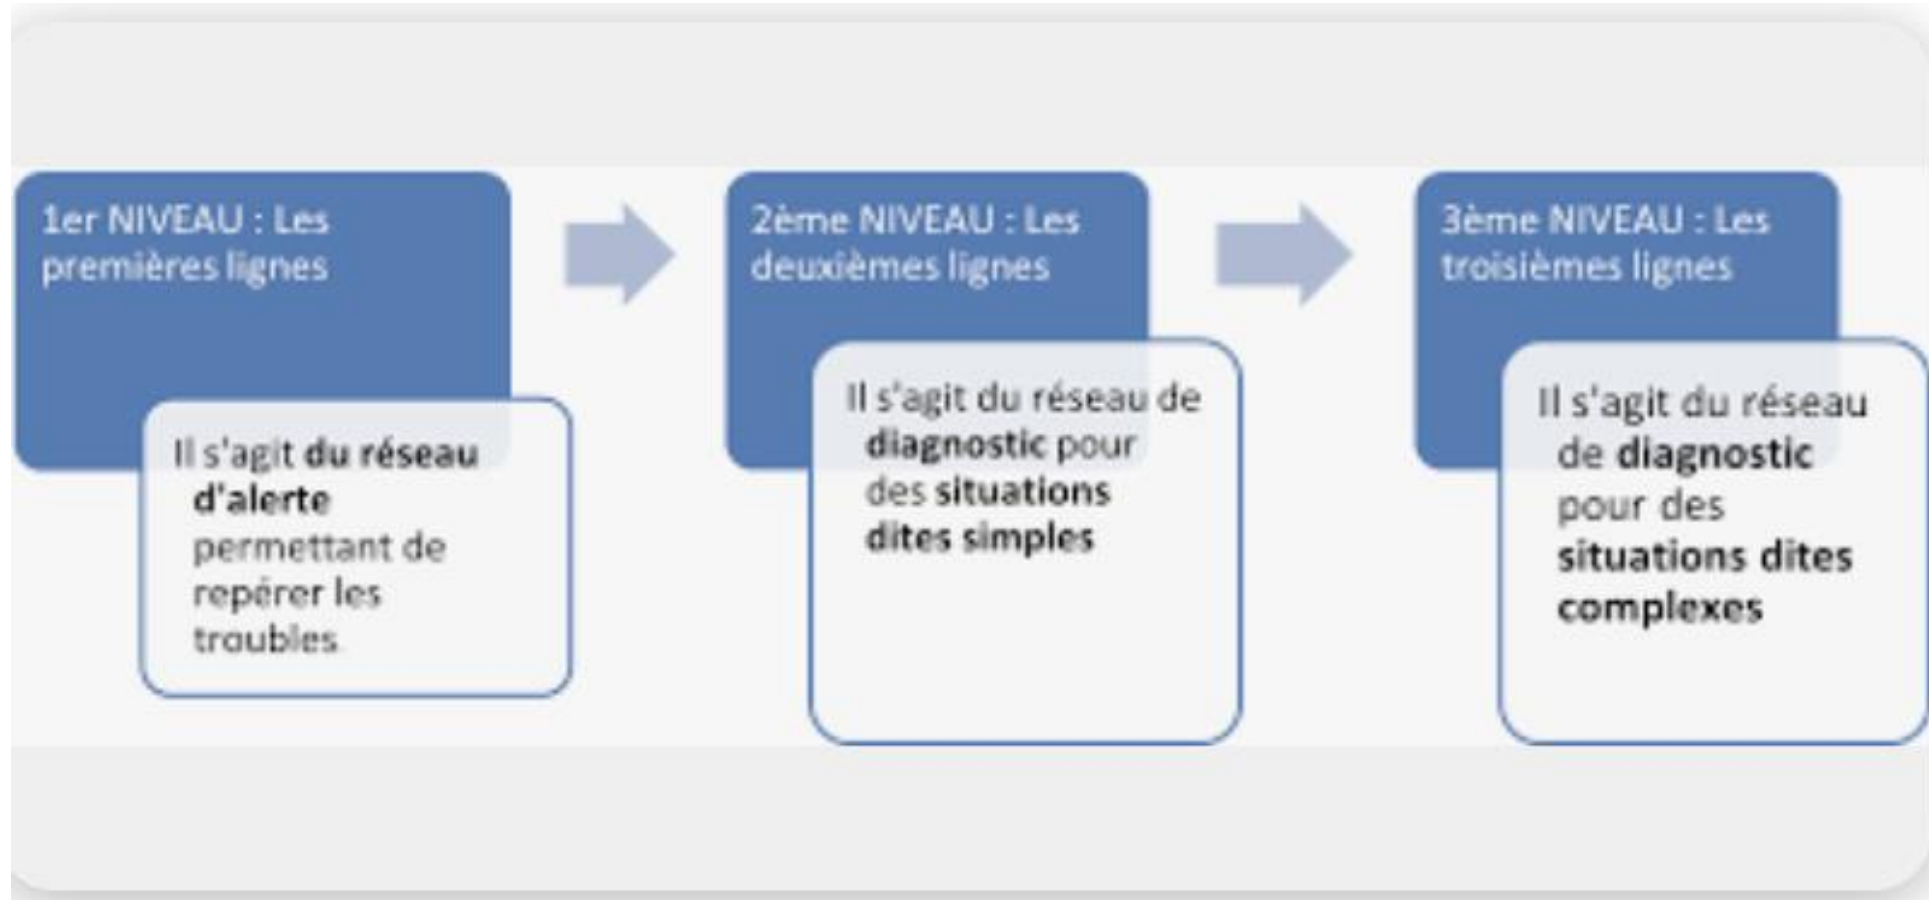 1er NIVEAU : Les
premières lignes
Il s'agit du réseau
d'alerte
permettant de
repérer les
troubles.
2ème NIVEAU : Les
deuxièmes lignes
Il s'agit du réseau de
diagnostic pour
des situations
dites simples
3ème NIVEAU : Les
troisièmes lignes
Il s'agit du réseau
de diagnostic
pour des
situations dites
complexes